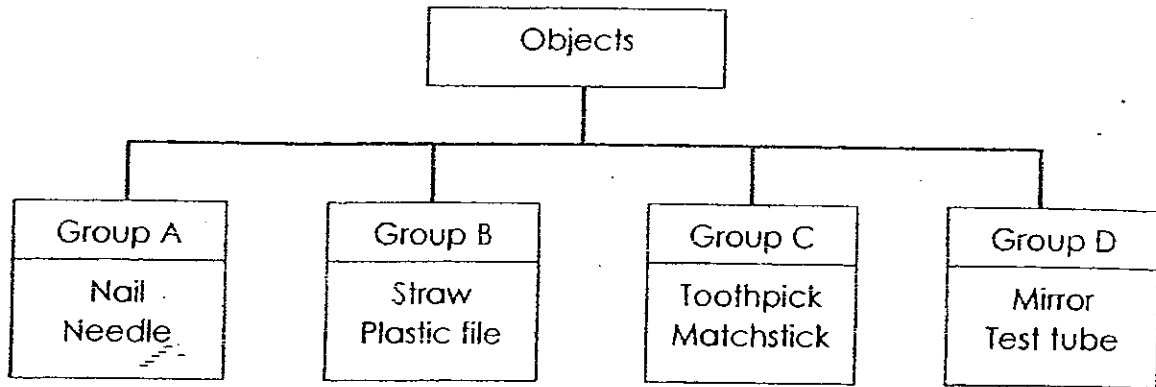 Objects
Group A
Nail
Needle
Group B
Straw
Plastic file
Group C
Toothpick
Matchstick
Group D
Mirror
Test tube